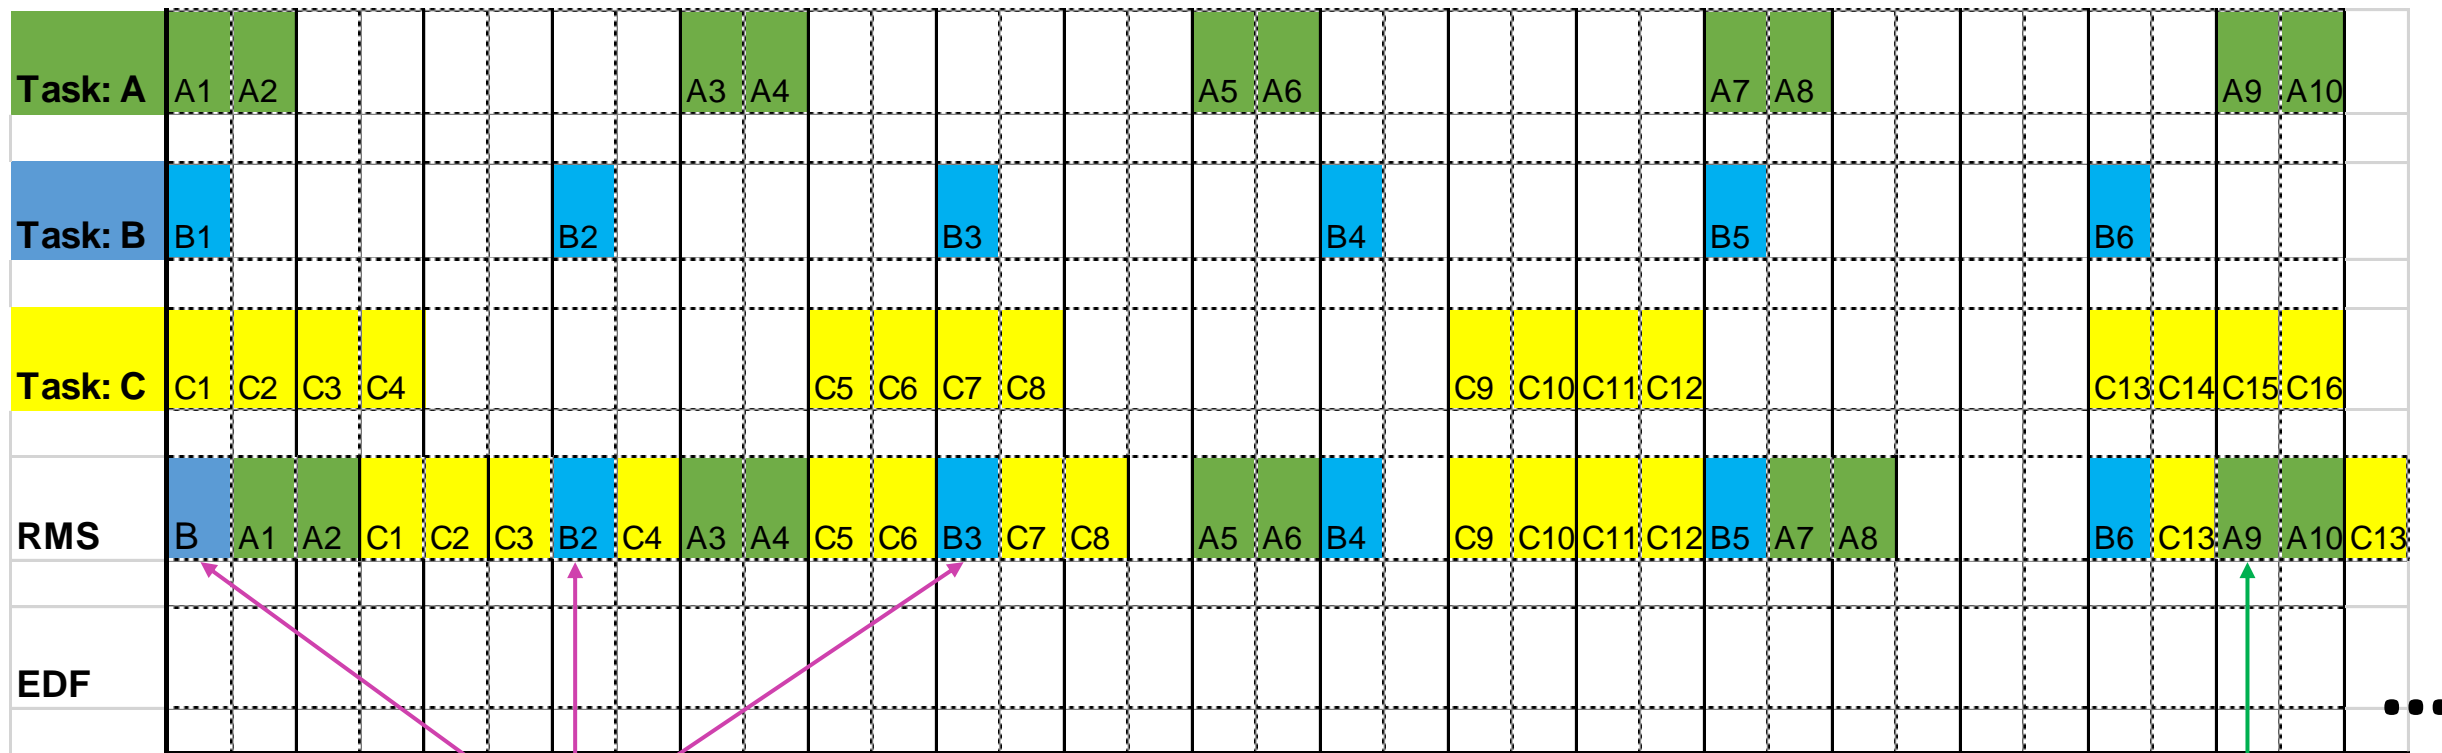 Task: A A1 A2 A3 A4 A5 A6 A7 A8 A9 A10
Task: B B1 B2 B3 B4 B5 B6
Task: C C1 C2 C3 C4 C5 C6 C7 C8 C9 C10 C11 C12 C13 C14 C15 C16
RMS B A1 A2 C1 C2 C3 B2 C4 A3 A4 C5 C6 B3 C7 C8 A5 A6 B4 C9 C10 C11 C12 B5 A7 A8 B6 C13 A9 A10 C13
EDF
...